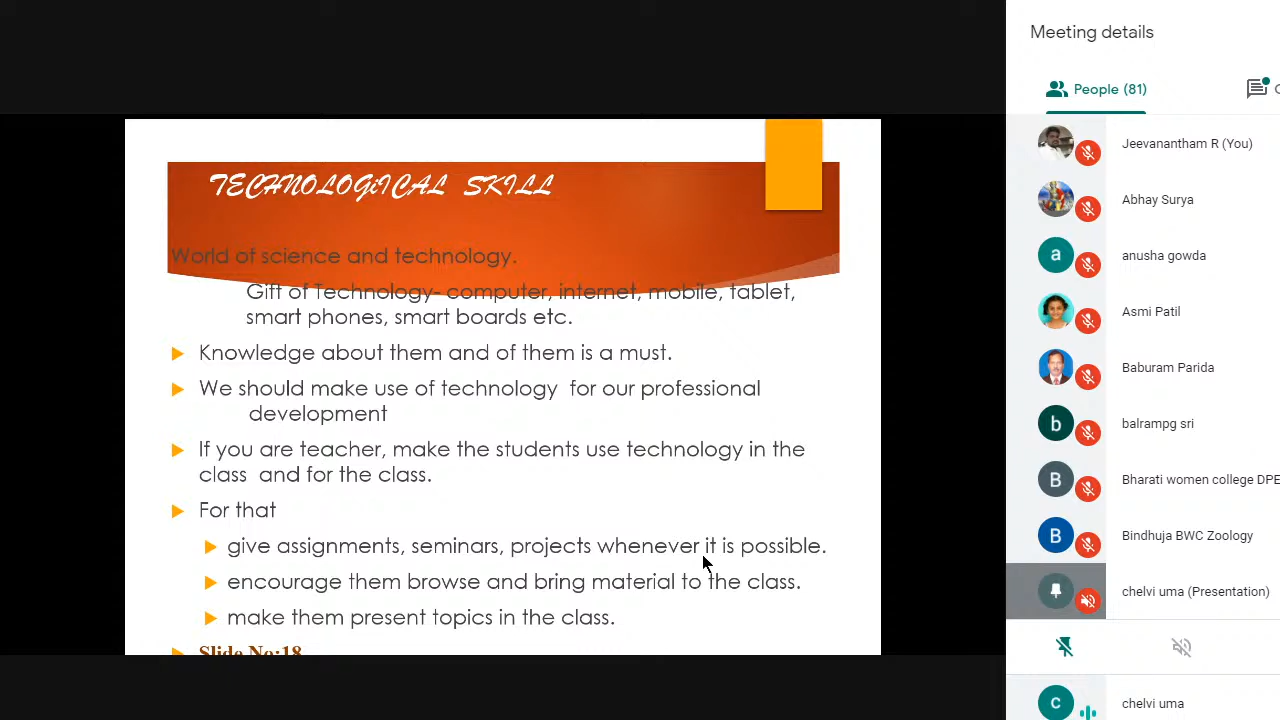 Meeting details
People (81)
TECHNOLOGiCAL SKILL
World of science and technology.
Gift of Technology- computer, internet, mobile, tablet,
smart phones, smart boards etc.
Knowledge about them and of them is a must.
We should make use of technology for our professional
development
If you are teacher, make the students use technology in the
class and for the class.
For that
give assignments, seminars, projects whenever it is possible.
encourage them browse and bring material to the class.
make them present topics in the class.
Slide No:18
Jeevanantham R (You)
Abhay Surya
a
anusha gowda
Asmi Patil
Baburam Parida
b
balrampg sri
B
Bharati women college DPE
B
Bindhuja BWC Zoology
chelvi uma (Presentation)
c
chelvi uma